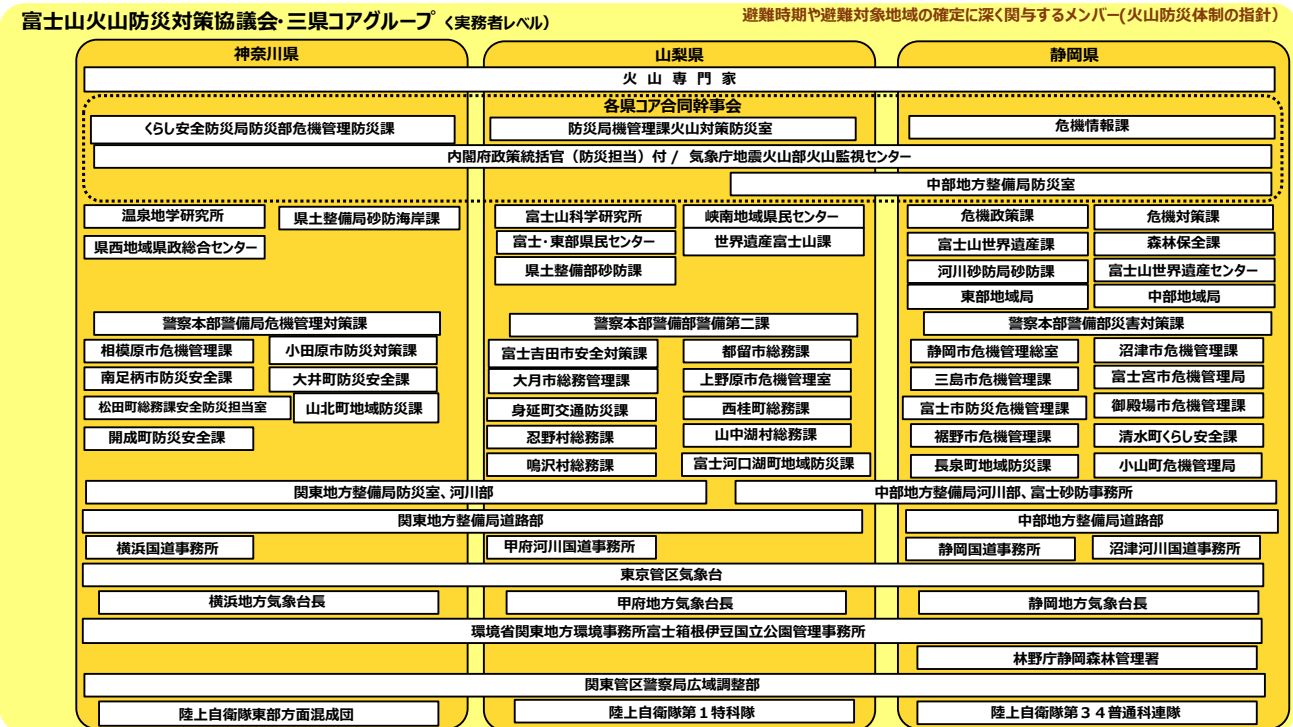 富士山火山防災対策協議会・三県コアグループ〈実務者レベル〉
避難時期や避難対象地域の確定に深く関与するメンバー(火山防災体制の指針）
神奈川県
山梨県
静岡県
火 山 専 門 家
各県コア合同幹事会
くらし安全防災局防災部危機管理防災課
防災局機管理課火山対策防災室
危機情報課
内閣府政策統括官（防災担当）付 / 気象庁地震火山部火山監視センター
中部地方整備局防災室
温泉地学研究所
県土整備局砂防海岸課
富士山科学研究所
峡南地域県民センター
危機政策課
危機対策課
県西地域県政総合センター
富士・東部県民センター
世界遺産富士山課
富士山世界遺産課
森林保全課
県土整備部砂防課
河川砂防局砂防課
富士山世界遺産センター
東部地域局
中部地域局
警察本部警備局危機管理対策課
警察本部警備部警備第二課
警察本部警備部災害対策課
相模原市危機管理課
小田原市防災対策課
富士吉田市安全対策課
都留市総務課
静岡市危機管理総室
沼津市危機管理課
南足柄市防災安全課
大井町防災安全課
大月市総務管理課
上野原市危機管理室
三島市危機管理課
富士宮市危機管理局
松田町総務課安全防災担当室
山北町地域防災課
身延町交通防災課
西桂町総務課
富士市防災危機管理課
御殿場市危機管理課
開成町防災安全課
忍野村総務課
山中湖村総務課
裾野市危機管理課
清水町くらし安全課
鳴沢村総務課
富士河口湖町地域防災課
長泉町地域防災課
小山町危機管理局
関東地方整備局防災室、河川部
中部地方整備局河川部、富士砂防事務所
関東地方整備局道路部
中部地方整備局道路部
横浜国道事務所
甲府河川国道事務所
静岡国道事務所
沼津河川国道事務所
東京管区気象台
横浜地方気象台長
甲府地方気象台長
静岡地方気象台長
環境省関東地方環境事務所富士箱根伊豆国立公園管理事務所
林野庁静岡森林管理署
関東管区警察局広域調整部
陸上自衛隊東部方面混成団
陸上自衛隊第１特科隊
陸上自衛隊第３４普通科連隊